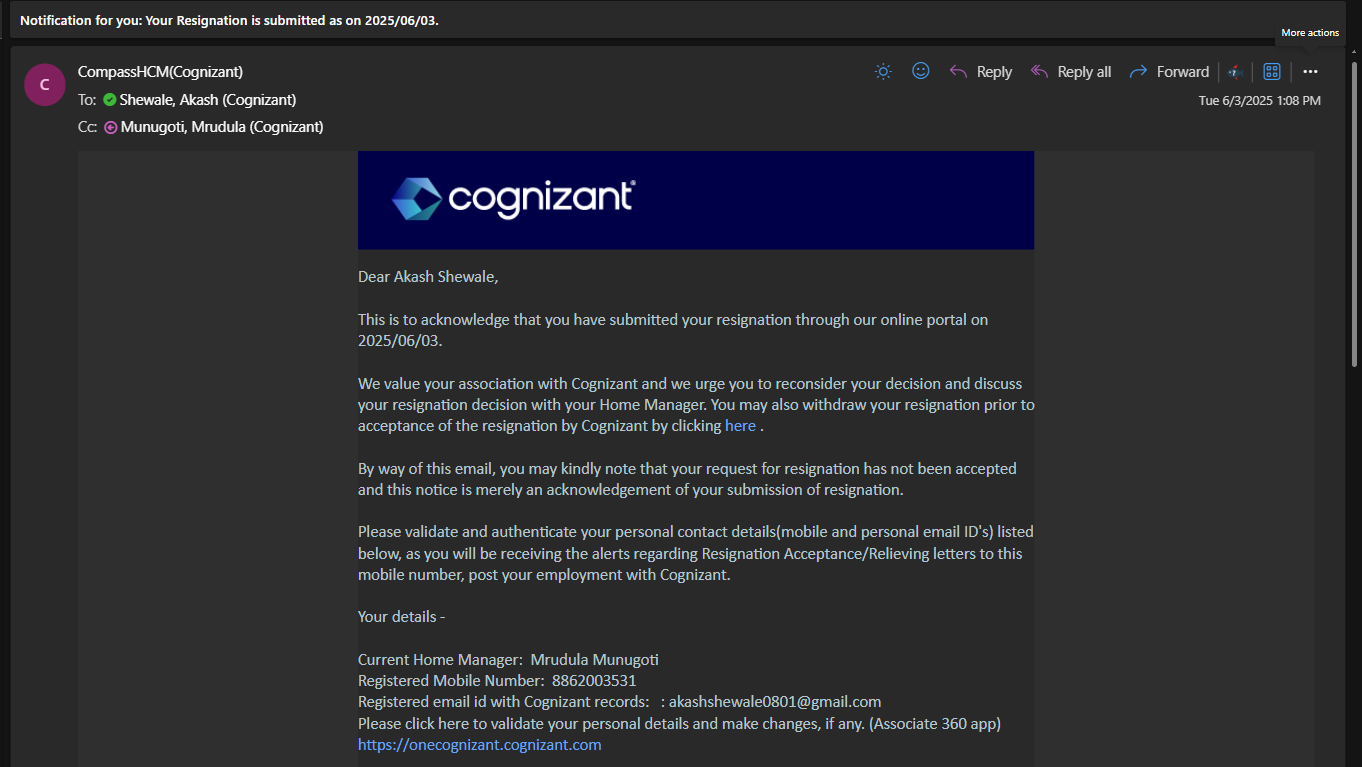 Notification for you: Your Resignation is submitted as on 2025/06/03.
More actions
C
CompassHCM(Cognizant)
Reply
Reply all
Forward
To: Shewale, Akash (Cognizant)
Tue 6/3/2025 1:08 PM
Cc: Munugoti, Mrudula (Cognizant)
cognizant®
Dear Akash Shewale,
This is to acknowledge that you have submitted your resignation through our online portal on
2025/06/03.
We value your association with Cognizant and we urge you to reconsider your decision and discuss
your resignation decision with your Home Manager. You may also withdraw your resignation prior to
acceptance of the resignation by Cognizant by clicking here .
By way of this email, you may kindly note that your request for resignation has not been accepted
and this notice is merely an acknowledgement of your submission of resignation.
Please validate and authenticate your personal contact details(mobile and personal email ID's) listed
below, as you will be receiving the alerts regarding Resignation Acceptance/Relieving letters to this
mobile number, post your employment with Cognizant.
Your details -
Current Home Manager: Mrudula Munugoti
Registered Mobile Number: 8862003531
Registered email id with Cognizant records: : akashshewale0801@gmail.com
Please click here to validate your personal details and make changes, if any. (Associate 360 app)
https://onecognizant.cognizant.com